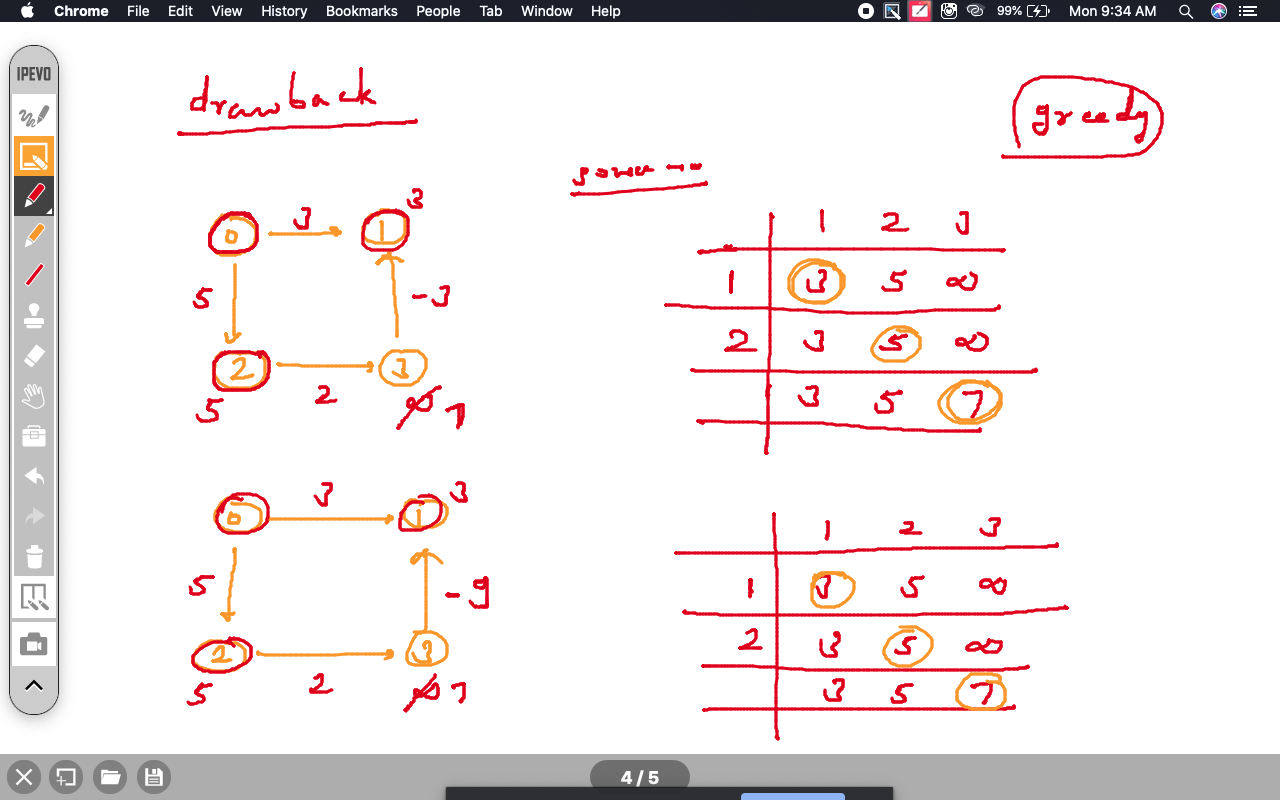 Chrome File Edit View History Bookmarks People Tab Window Help 99% Mon 9:34 AM
IPEVO
drawback
greedy
0 3 1 3
5 -3
2 2 3
5 ∞ 7
1 2 3
1 3 5 ∞
2 3 5 ∞
3 5 7
0 3 1 3
5 -9
2 2 3
5 ∞ 7
1 2 3
1 3 5 ∞
2 3 5 ∞
3 5 7
4 / 5